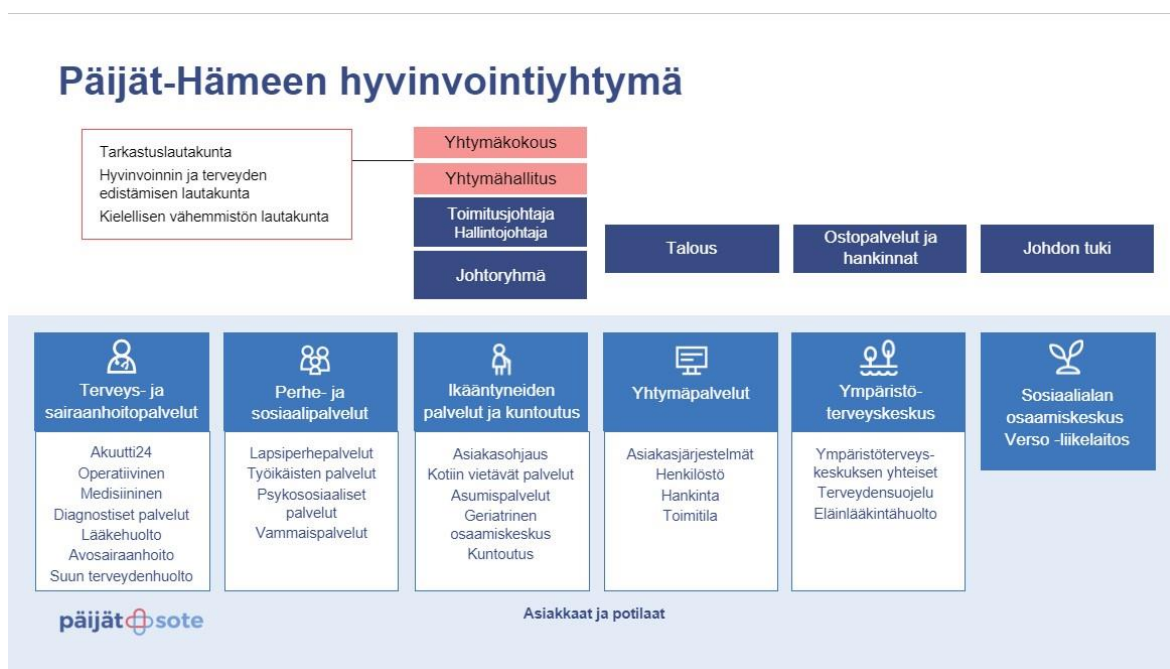 Päijät-Hämeen hyvinvointiyhtymä
Tarkastuslautakunta
Hyvinvoinnin ja terveyden
edistämisen lautakunta
Kielellisen vähemmistön lautakunta
Yhtymäkokous
Yhtymähallitus
Toimitusjohtaja
Hallintojohtaja
Johtoryhmä
Talous
Ostopalvelut ja
hankinnat
Johdon tuki
Terveys- ja
sairaanhoitopalvelut
Akuutti24
Operatiivinen
Medisiininen
Diagnostiset palvelut
Lääkehuolto
Avosairaanhoito
Suun terveydenhuolto
Perhe- ja
sosiaalipalvelut
Lapsiperhepalvelut
Työikäisten palvelut
Psykososiaaliset
palvelut
Vammaispalvelut
Ikääntyneiden
palvelut ja kuntoutus
Asiakasohjaus
Kotiin vietävät palvelut
Asumispalvelut
Geriatrinen
osaamiskeskus
Kuntoutus
Yhtymäpalvelut
Asiakasjärjestelmät
Henkilöstö
Hankinta
Toimitila
Ympäristö-
terveyskeskus
Ympäristöterveys-
keskuksen yhteiset
Terveydensuojelu
Eläinlääkintähuolto
Sosiaalialan
osaamiskeskus
Verso -liikelaitos
päijät sote
Asiakkaat ja potilaat